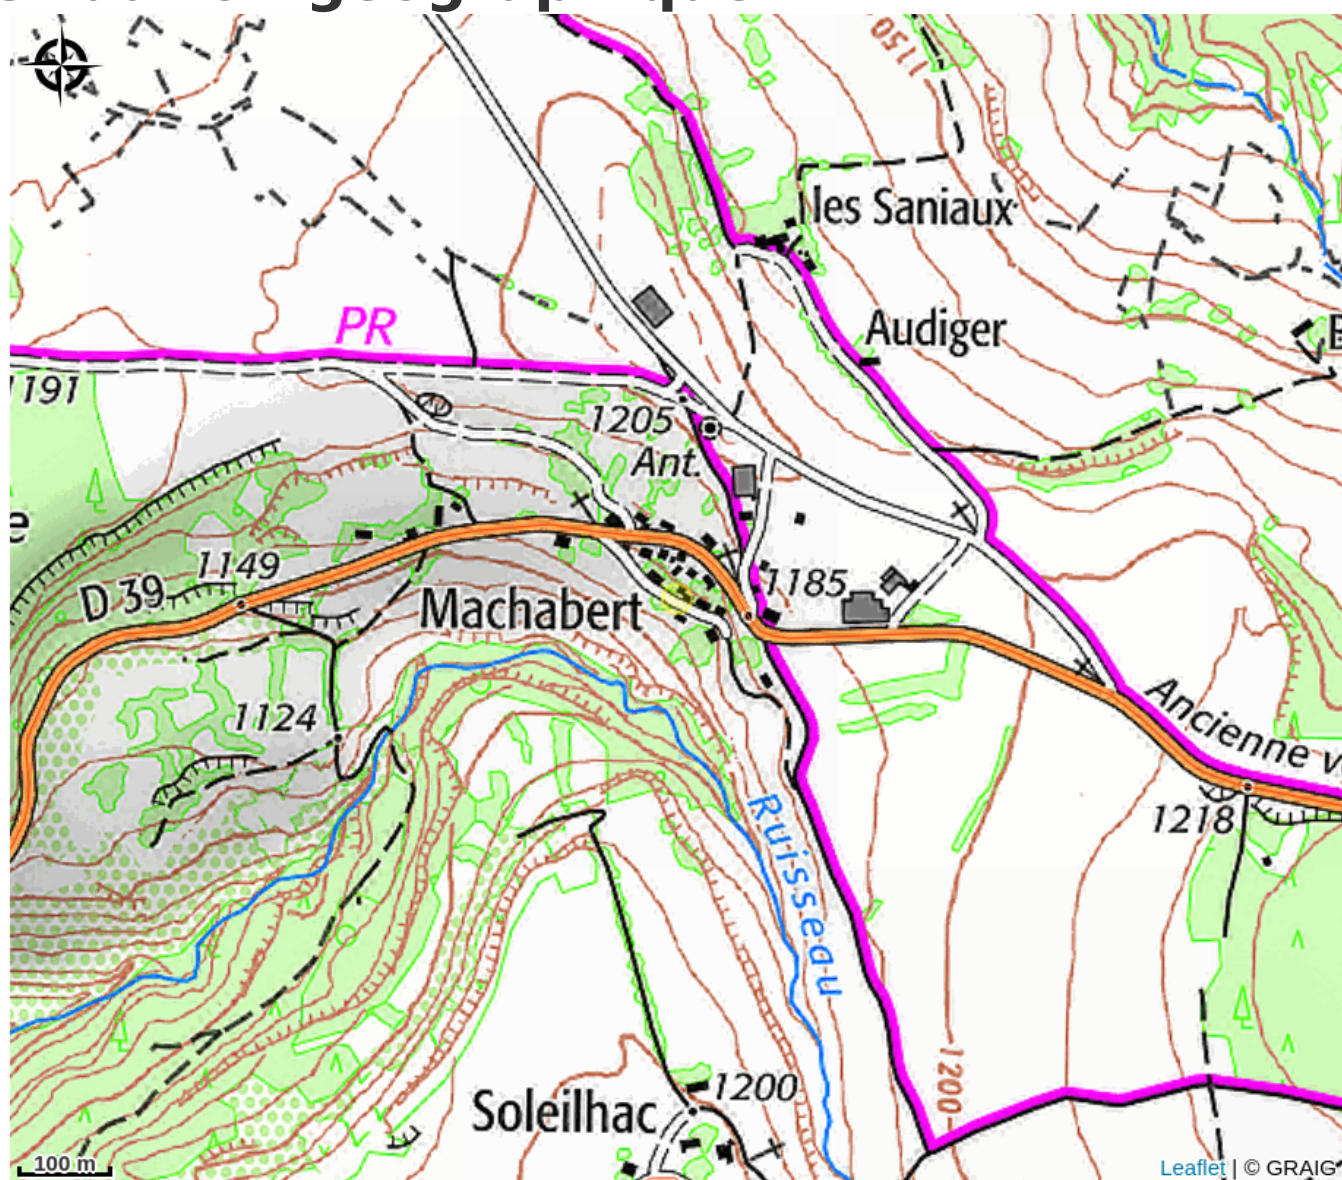 1150
les Saniaux
PR
Audiger
1191
1205
Ant.
1149
D 39
1185
Machabert
1124
Ancienne v
1218
Ruisseau
1200
1200
Soleilhac
100 m
Leaflet | © GRAIG